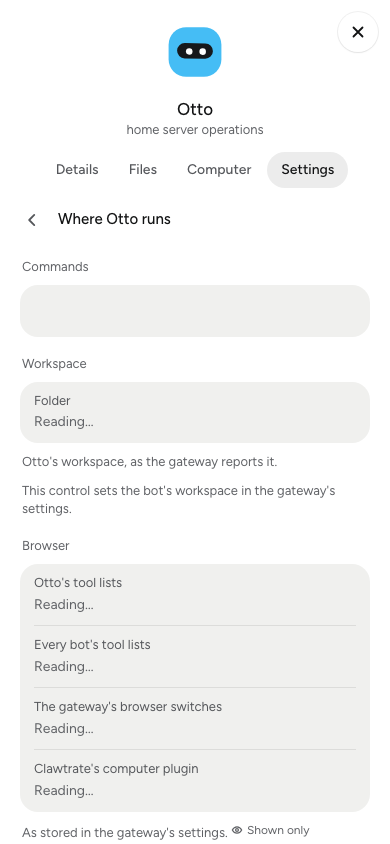 Otto
home server operations
Details Files Computer Settings
Where Otto runs
Commands
Workspace
Folder
Reading...
Otto's workspace, as the gateway reports it.
This control sets the bot's workspace in the gateway's
settings.
Browser
Otto's tool lists
Reading...
Every bot's tool lists
Reading...
The gateway's browser switches
Reading...
Clawtrate's computer plugin
Reading...
As stored in the gateway's settings. Shown only